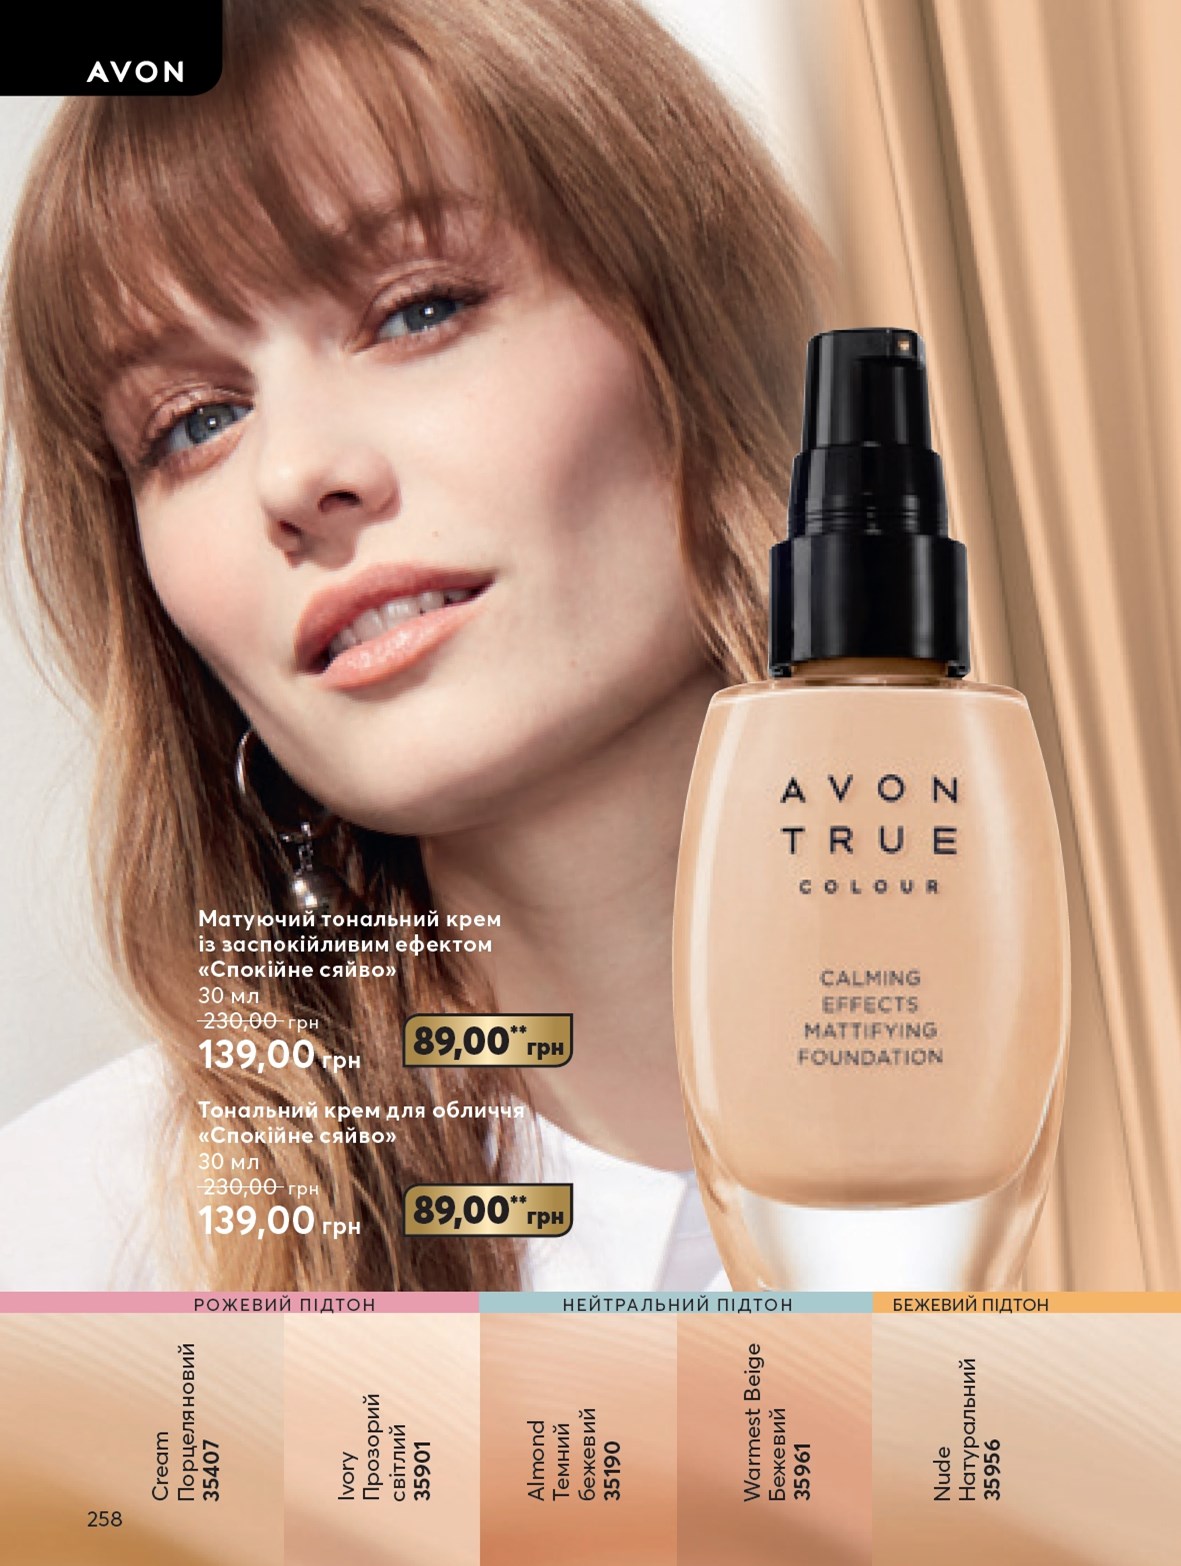 AVON
AVON
TRUE
COLOUR
CALMING
EFFECTS
MATTIFYING
FOUNDATION
Матуючий тональний крем
із заспокійливим ефектом
«Спокійне сяйво»
30 мл
230,00 грн
139,00 грн
89,00** грн
Тональний крем для обличчя
«Спокійне сяйво»
30 мл
230,00 грн
139,00 грн
89,00** грн
РОЖЕВИЙ ПІДТОН
НЕЙТРАЛЬНИЙ ПІДТОН
БЕЖЕВИЙ ПІДТОН
Cream
Порцеляновий
35407
Ivory
Прозорий
світлий
35901
Almond
Темний
бежевий
35190
Warmest Beige
Бежевий
35961
Nude
Натуральний
35956
258